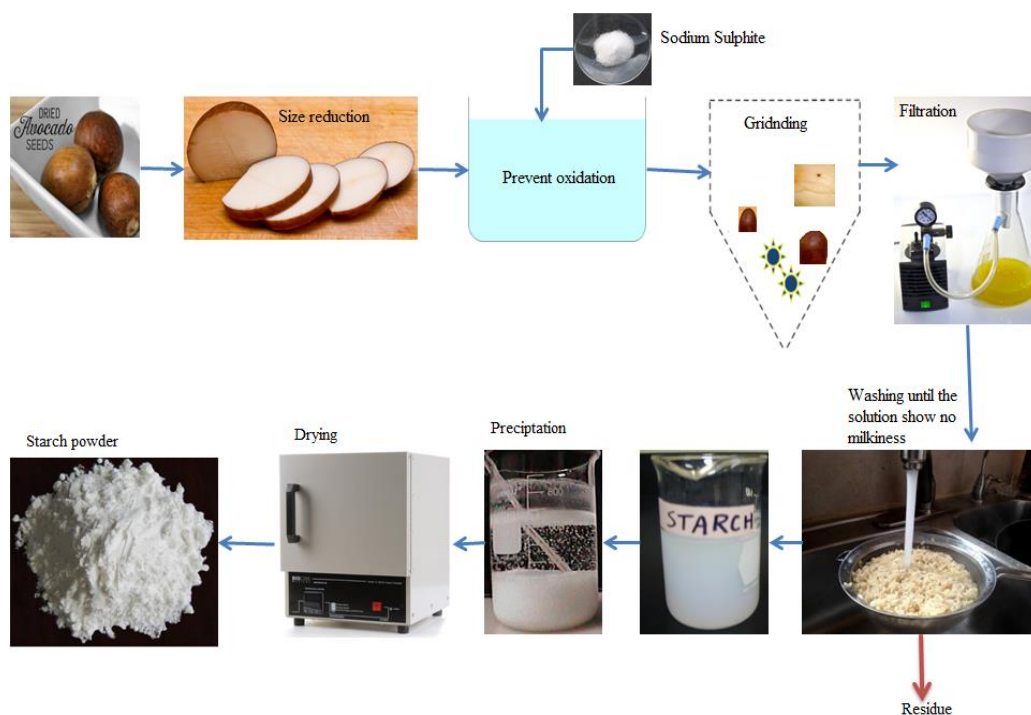 Sodium Sulphite
DRIED
Avocado
SEEDS
Size reduction
Prevent oxidation
Gridnding
Filtration
Washing until the
solution show no
milkiness
Preciptation
Drying
Starch powder
STARCH
Residue